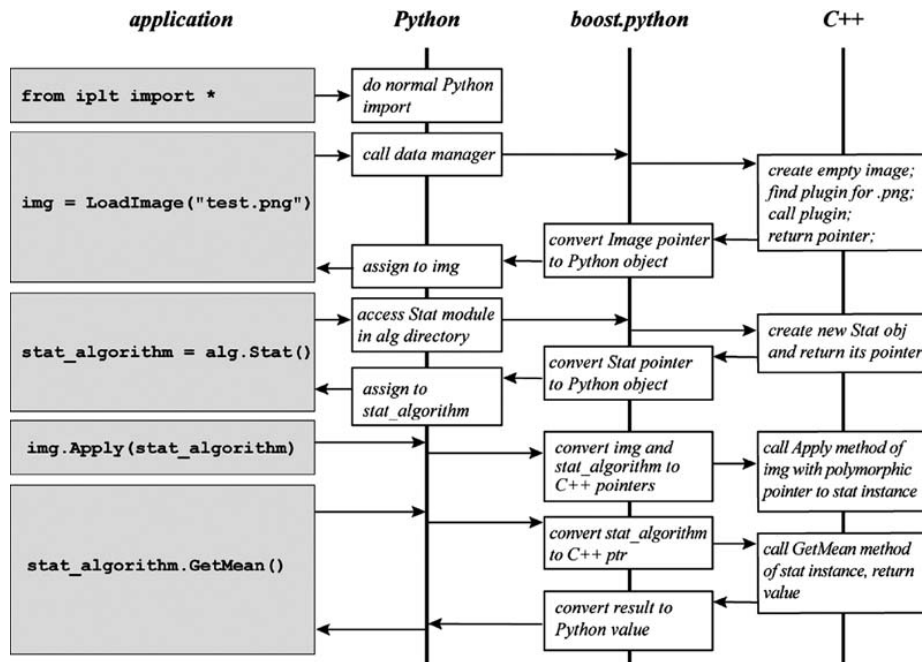 application
Python
boost.python
C++
from iplt import *
do normal Python
import
img = LoadImage("test.png")
call data manager
create empty image;
find plugin for .png;
call plugin;
return pointer;
convert Image pointer
to Python object
assign to img
stat_algorithm = alg.Stat()
access Stat module
in alg directory
create new Stat obj
and return its pointer
convert Stat pointer
to Python object
assign to
stat_algorithm
img.Apply(stat_algorithm)
convert img and
stat_algorithm to
C++ pointers
call Apply method of
img with polymorphic
pointer to stat instance
stat_algorithm.GetMean()
convert stat_algorithm
to C++ ptr
call GetMean method
of stat instance, return
value
convert result to
Python value